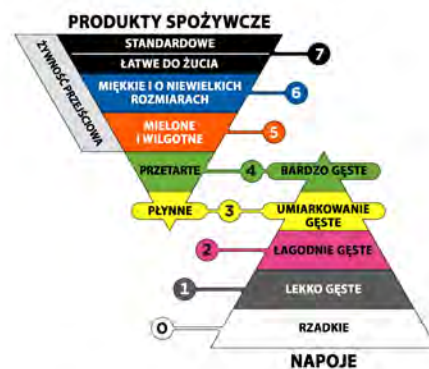 PRODUKTY SPOŻYWCZE
ŻYWNOŚĆ PRZEJŚCIOWA
STANDARDOWE
ŁATWE DO ŻUCIA
7
MIĘKKIE I O NIEWIELKICH
ROZMIARACH
6
MIELONE
I WILGOTNE
5
PRZETARTE
4
BARDZO GĘSTE
PŁYNNE
3
UMIARKOWANIE
GĘSTE
2
ŁAGODNIE GĘSTE
1
LEKKO GĘSTE
0
RZADKIE
NAPOJE